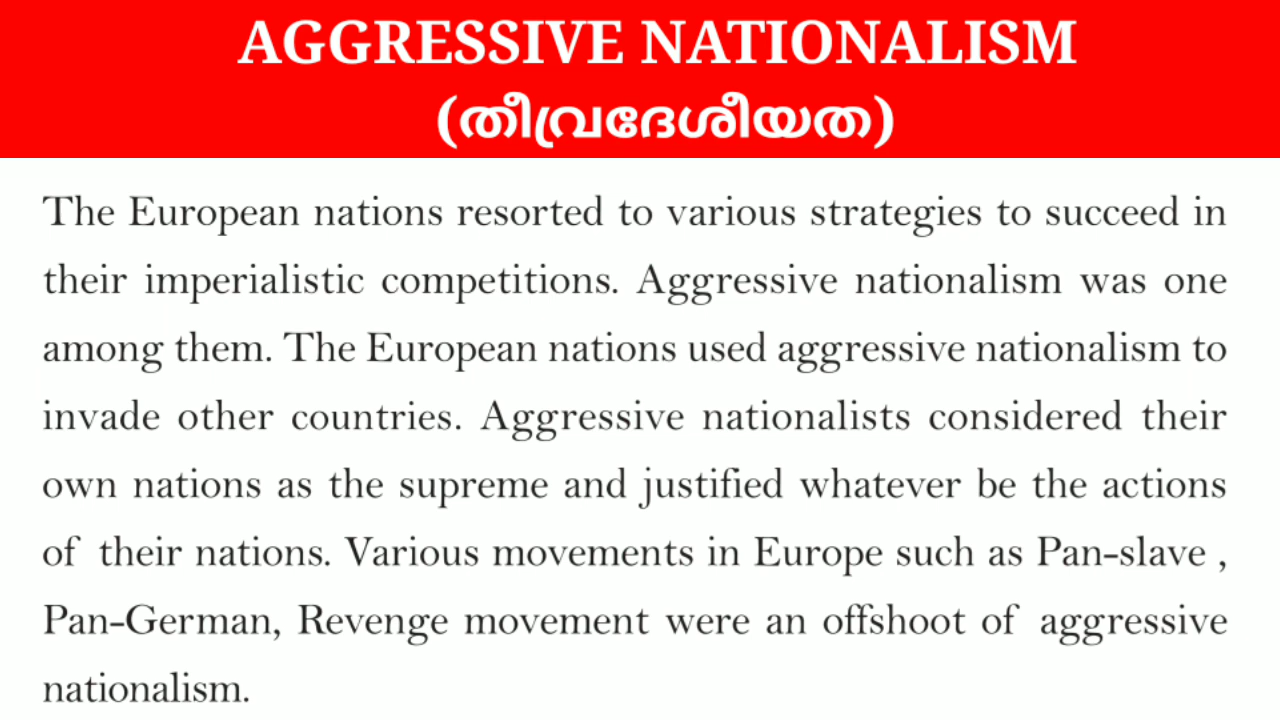 AGGRESSIVE NATIONALISM
(തീവ്രദേശീയത)
The European nations resorted to various strategies to succeed in
their imperialistic competitions. Aggressive nationalism was one
among them. The European nations used aggressive nationalism to
invade other countries. Aggressive nationalists considered their
own nations as the supreme and justified whatever be the actions
of their nations. Various movements in Europe such as Pan-slave ,
Pan-German, Revenge movement were an offshoot of aggressive
nationalism.